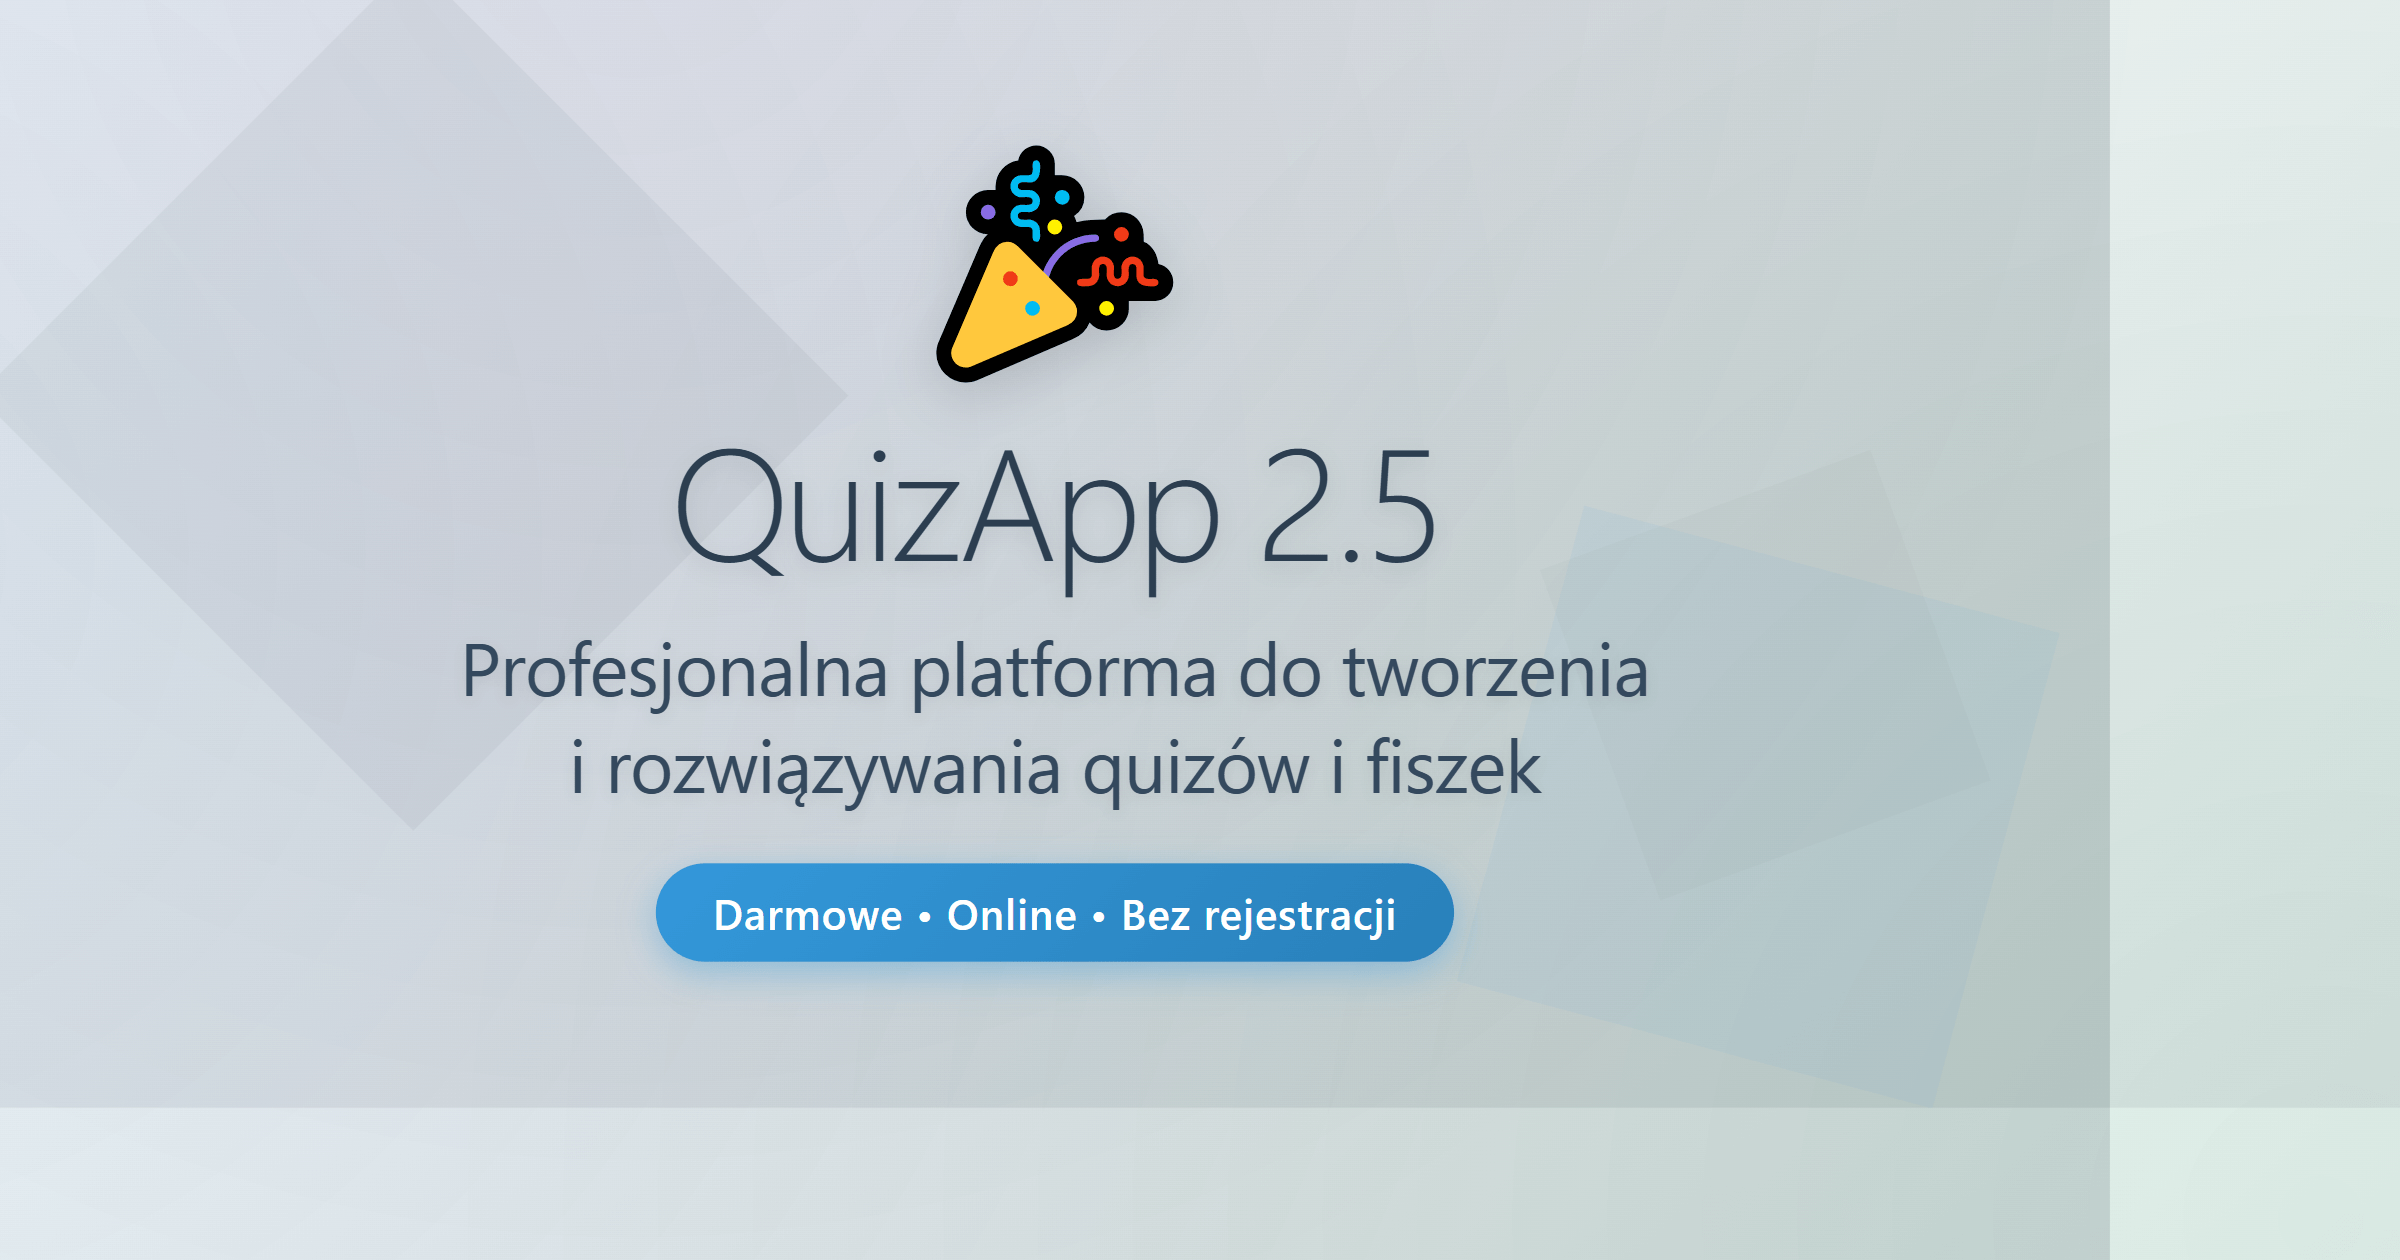 QuizApp 2.5
Profesjonalna platforma do tworzenia
i rozwiązywania quizów i fiszek
Darmowe • Online • Bez rejestracji